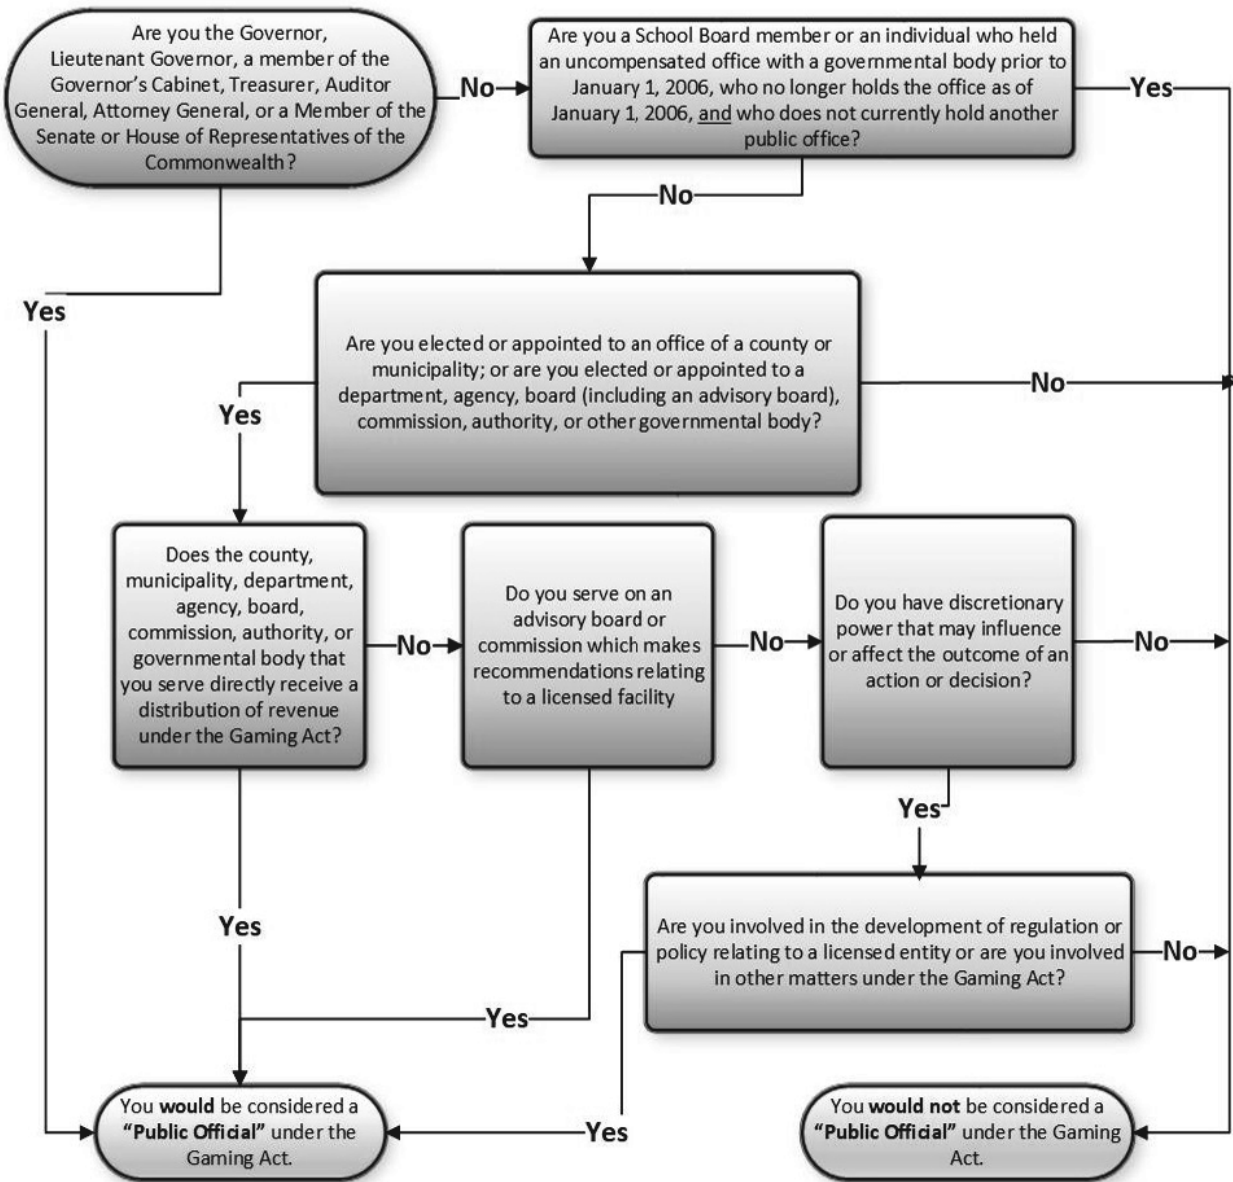 Are you the Governor,
Lieutenant Governor, a member of the
Governor's Cabinet, Treasurer, Auditor
General, Attorney General, or a Member of the
Senate or House of Representatives of the
Commonwealth?
No
Are you a School Board member or an individual who held
an uncompensated office with a governmental body prior to
January 1, 2006, who no longer holds the office as of
January 1, 2006, and who does not currently hold another
public office?
Yes
No
Yes
Are you elected or appointed to an office of a county or
municipality; or are you elected or appointed to a
department, agency, board (including an advisory board),
commission, authority, or other governmental body?
No
Yes
Does the county,
municipality, department,
agency, board,
commission, authority, or
governmental body that
you serve directly receive a
distribution of revenue
under the Gaming Act?
No
Do you serve on an
advisory board or
commission which makes
recommendations relating
to a licensed facility
No
Do you have discretionary
power that may influence
or affect the outcome of an
action or decision?
No
Yes
Are you involved in the development of regulation or
policy relating to a licensed entity or are you involved
in other matters under the Gaming Act?
No
Yes
Yes
Yes
You would be considered a
“Public Official” under the
Gaming Act.
You would not be considered a
“Public Official” under the Gaming
Act.